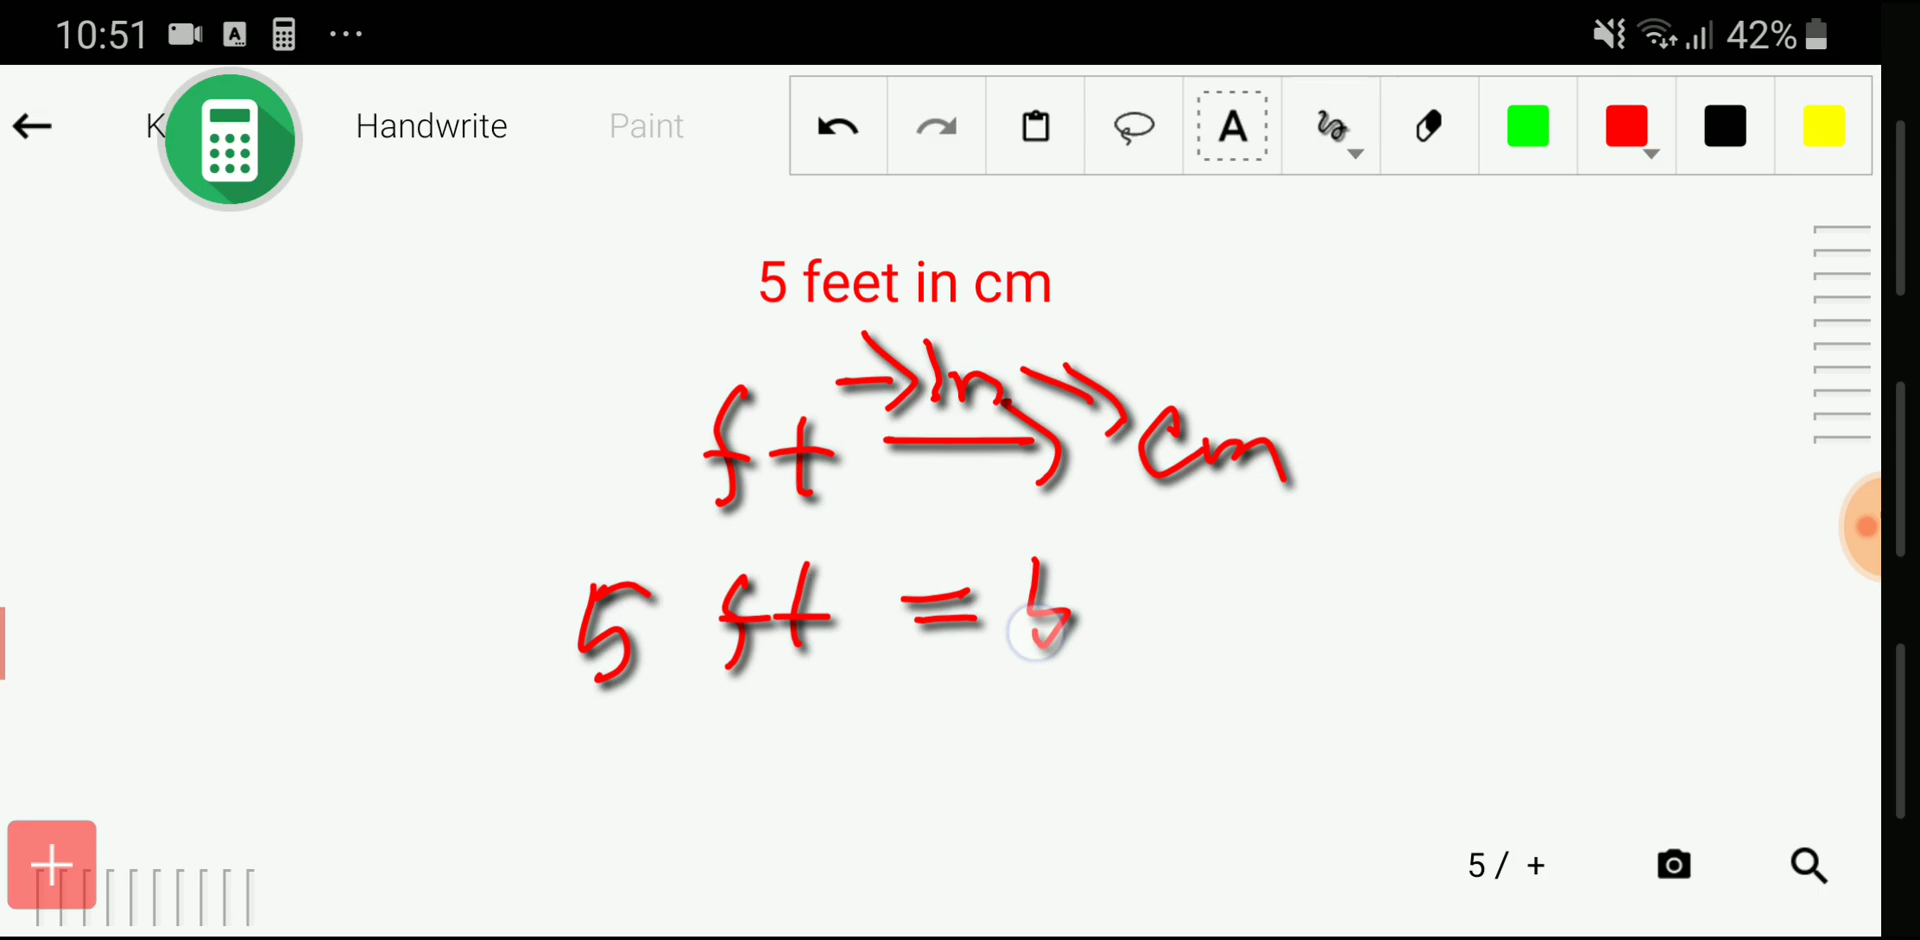 10:51 A ... 42%
K Handwrite Paint A
5 feet in cm
→ In → cm
ft →
5 ft = 5
5 / +